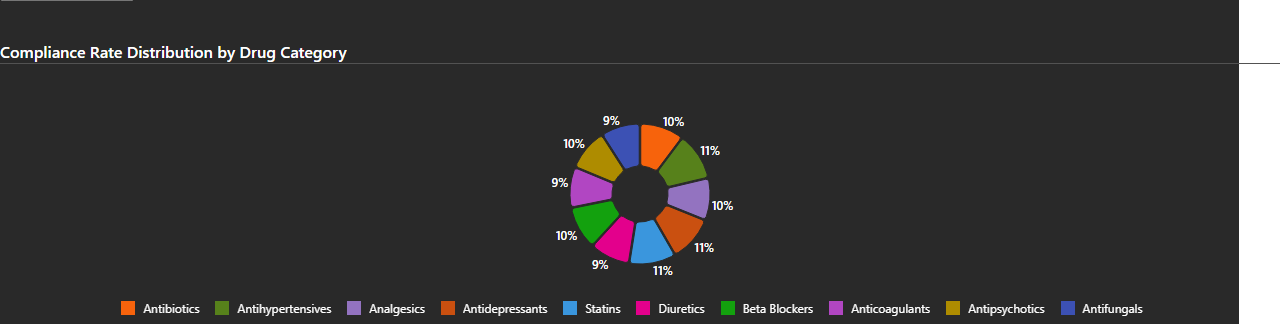 Compliance Rate Distribution by Drug Category
9% 10%
10% 11%
9% 10%
10% 11%
9% 11%
Antibiotics Antihypertensives Analgesics Antidepressants Statins Diuretics Beta Blockers Anticoagulants Antipsychotics Antifungals